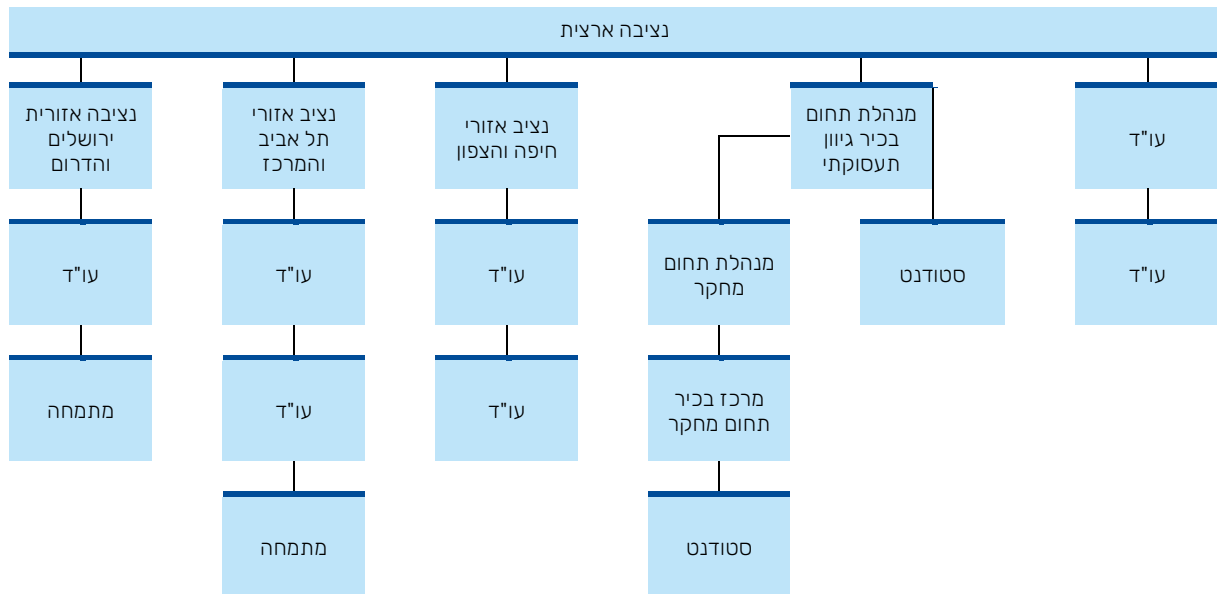 נציבה ארצית
עו"ד
מנהלת תחום
בכיר גיוון
תעסוקתי
נציב אזורי
חיפה והצפון
נציב אזורי
תל אביב
והמרכז
נציבה אזורית
ירושלים
והדרום
עו"ד
סטודנט
מנהלת תחום
מחקר
עו"ד
עו"ד
עו"ד
מרכז בכיר
תחום מחקר
עו"ד
עו"ד
מתמחה
סטודנט
מתמחה